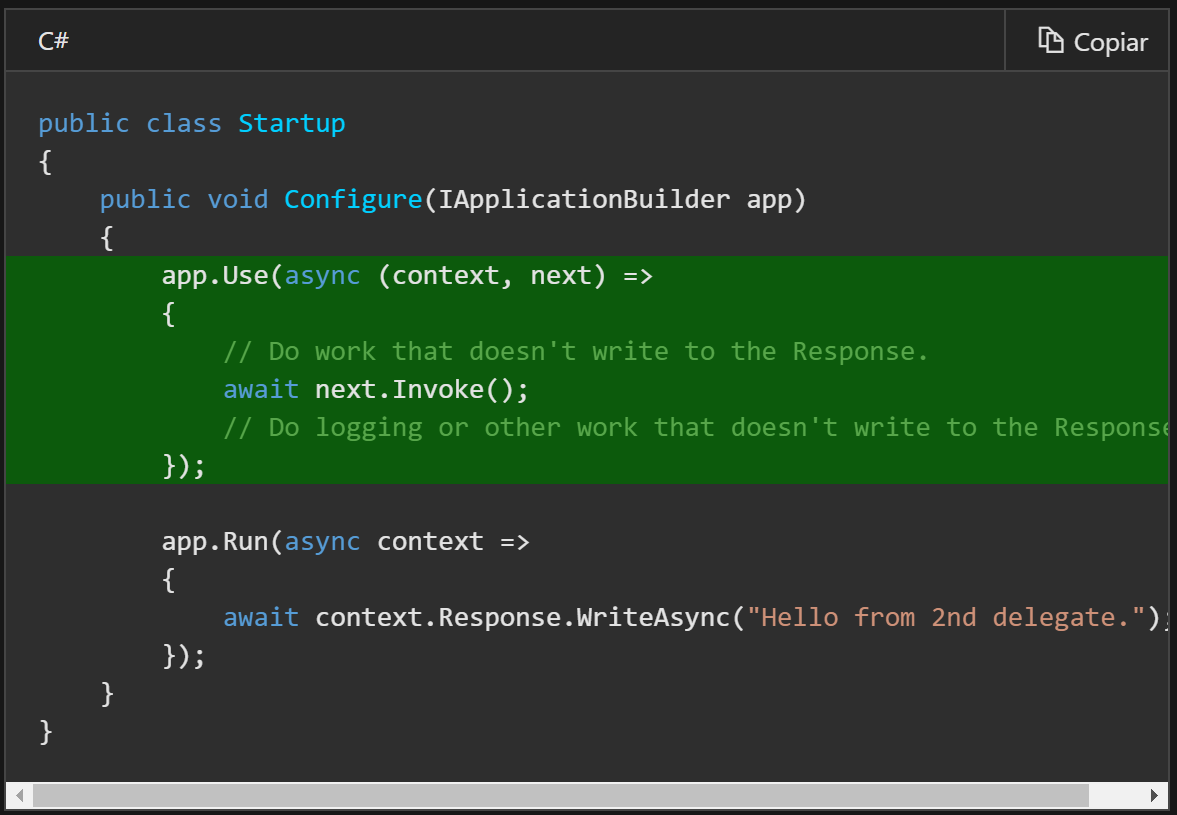 C#
Copiar
public class Startup
{
    public void Configure(IApplicationBuilder app)
    {
        app.Use(async (context, next) =>
        {
            // Do work that doesn't write to the Response.
            await next.Invoke();
            // Do logging or other work that doesn't write to the Response
        });

        app.Run(async context =>
        {
            await context.Response.WriteAsync("Hello from 2nd delegate.");
        });
    }
}